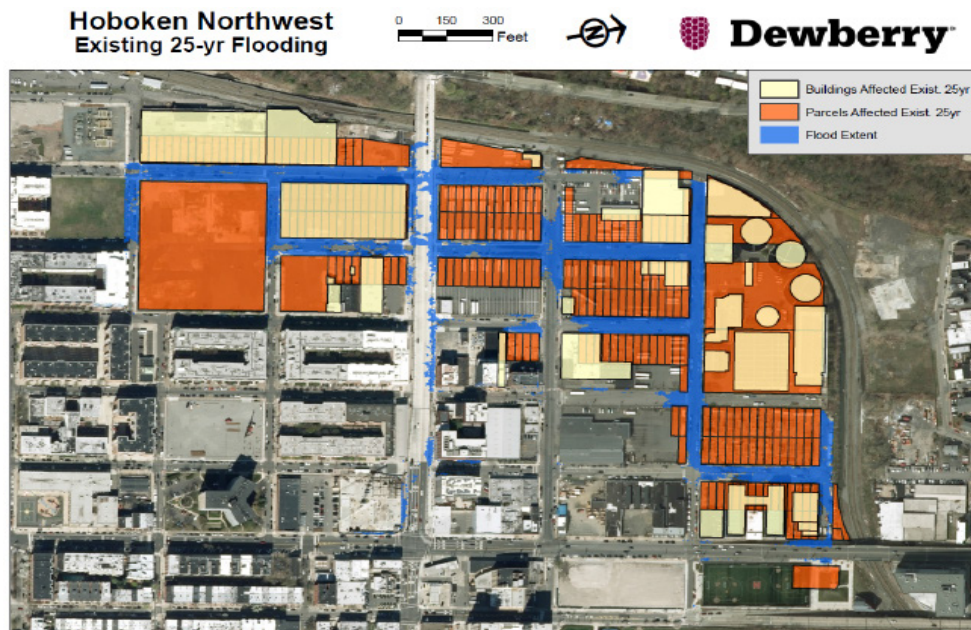 Hoboken Northwest
Existing 25-yr Flooding
0 150 300
Feet
N
Dewberry
Buildings Affected Exist. 25yr
Parcels Affected Exist. 25yr
Flood Extent